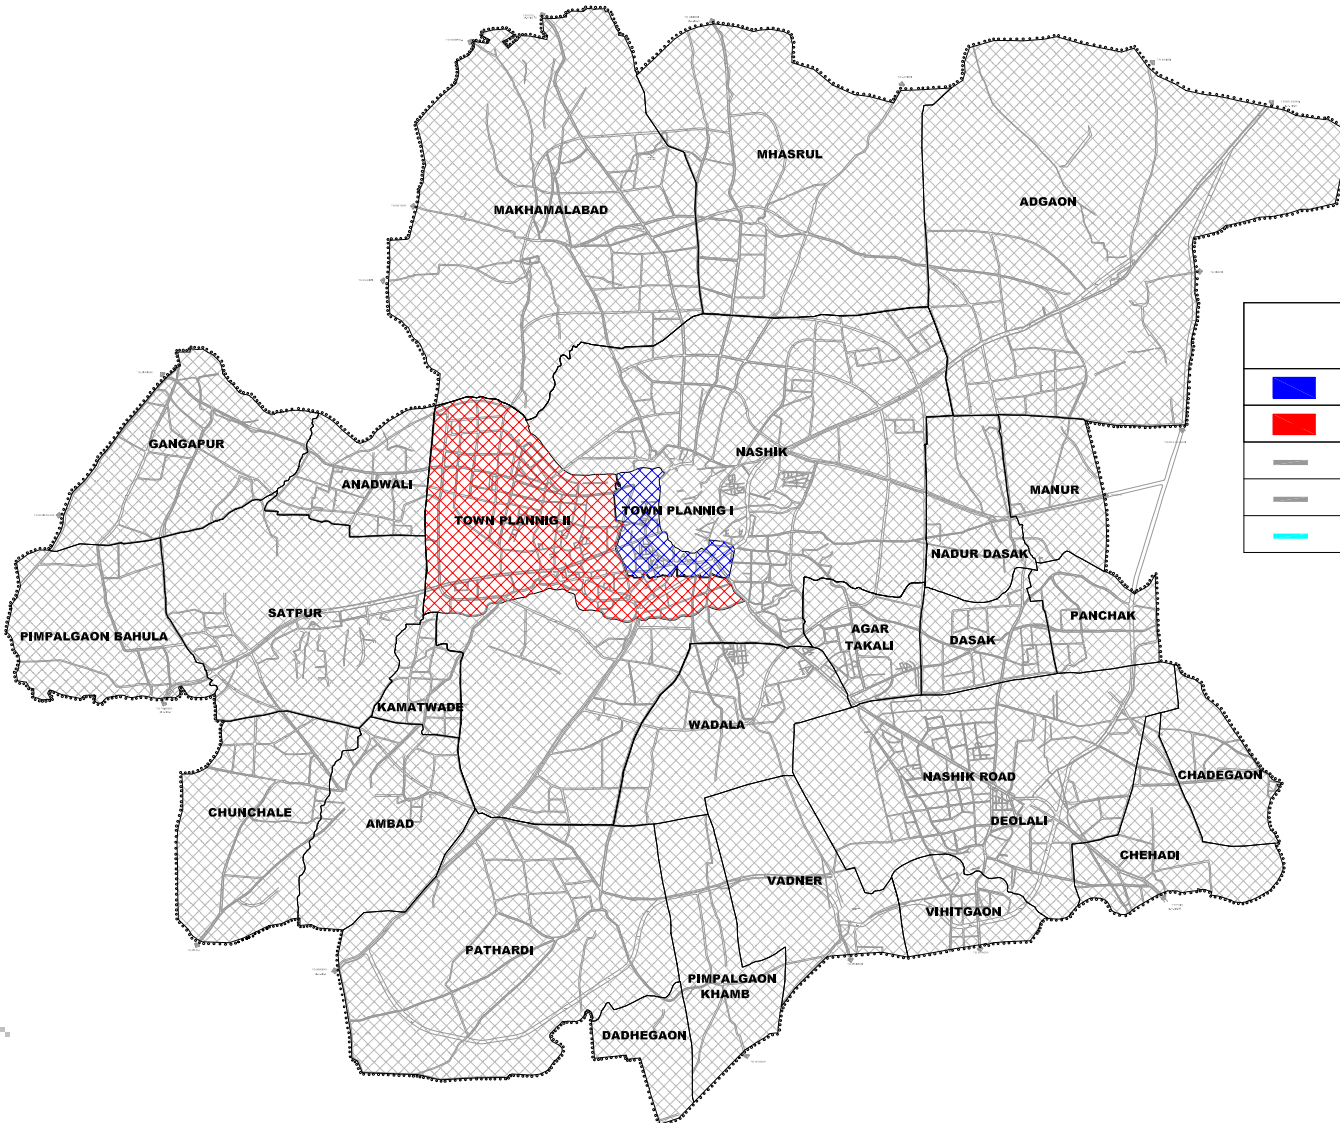 MHASRUL
ADGAON
MAKHAMALABAD
GANGAPUR
NASHIK
ANADWALI
MANUR
TOWN PLANNIG II
TOWN PLANNIG I
NADUR DASAK
SATPUR
PANCHAK
PIMPALGAON BAHULA
AGAR
TAKALI
DASAK
KAMATWADE
WADALA
NASHIK ROAD
CHADEGAON
CHUNCHALE
AMBAD
DEOLALI
CHEHADI
VADNER
VIHITGAON
PATHARDI
PIMPALGAON
KHAMB
DADHEGAON